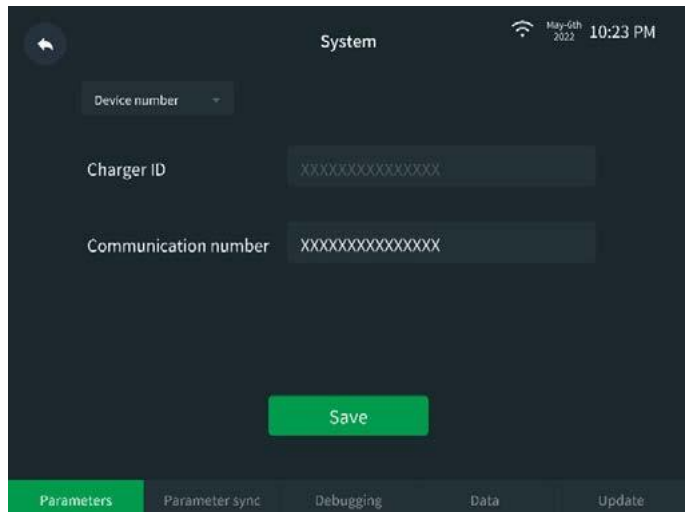 System
May-6th
2022
10:23 PM
Device number
Charger ID
XXXXXXXXXXXXXXX
Communication number
XXXXXXXXXXXXXXX
Save
Parameters
Parameter sync
Debugging
Data
Update